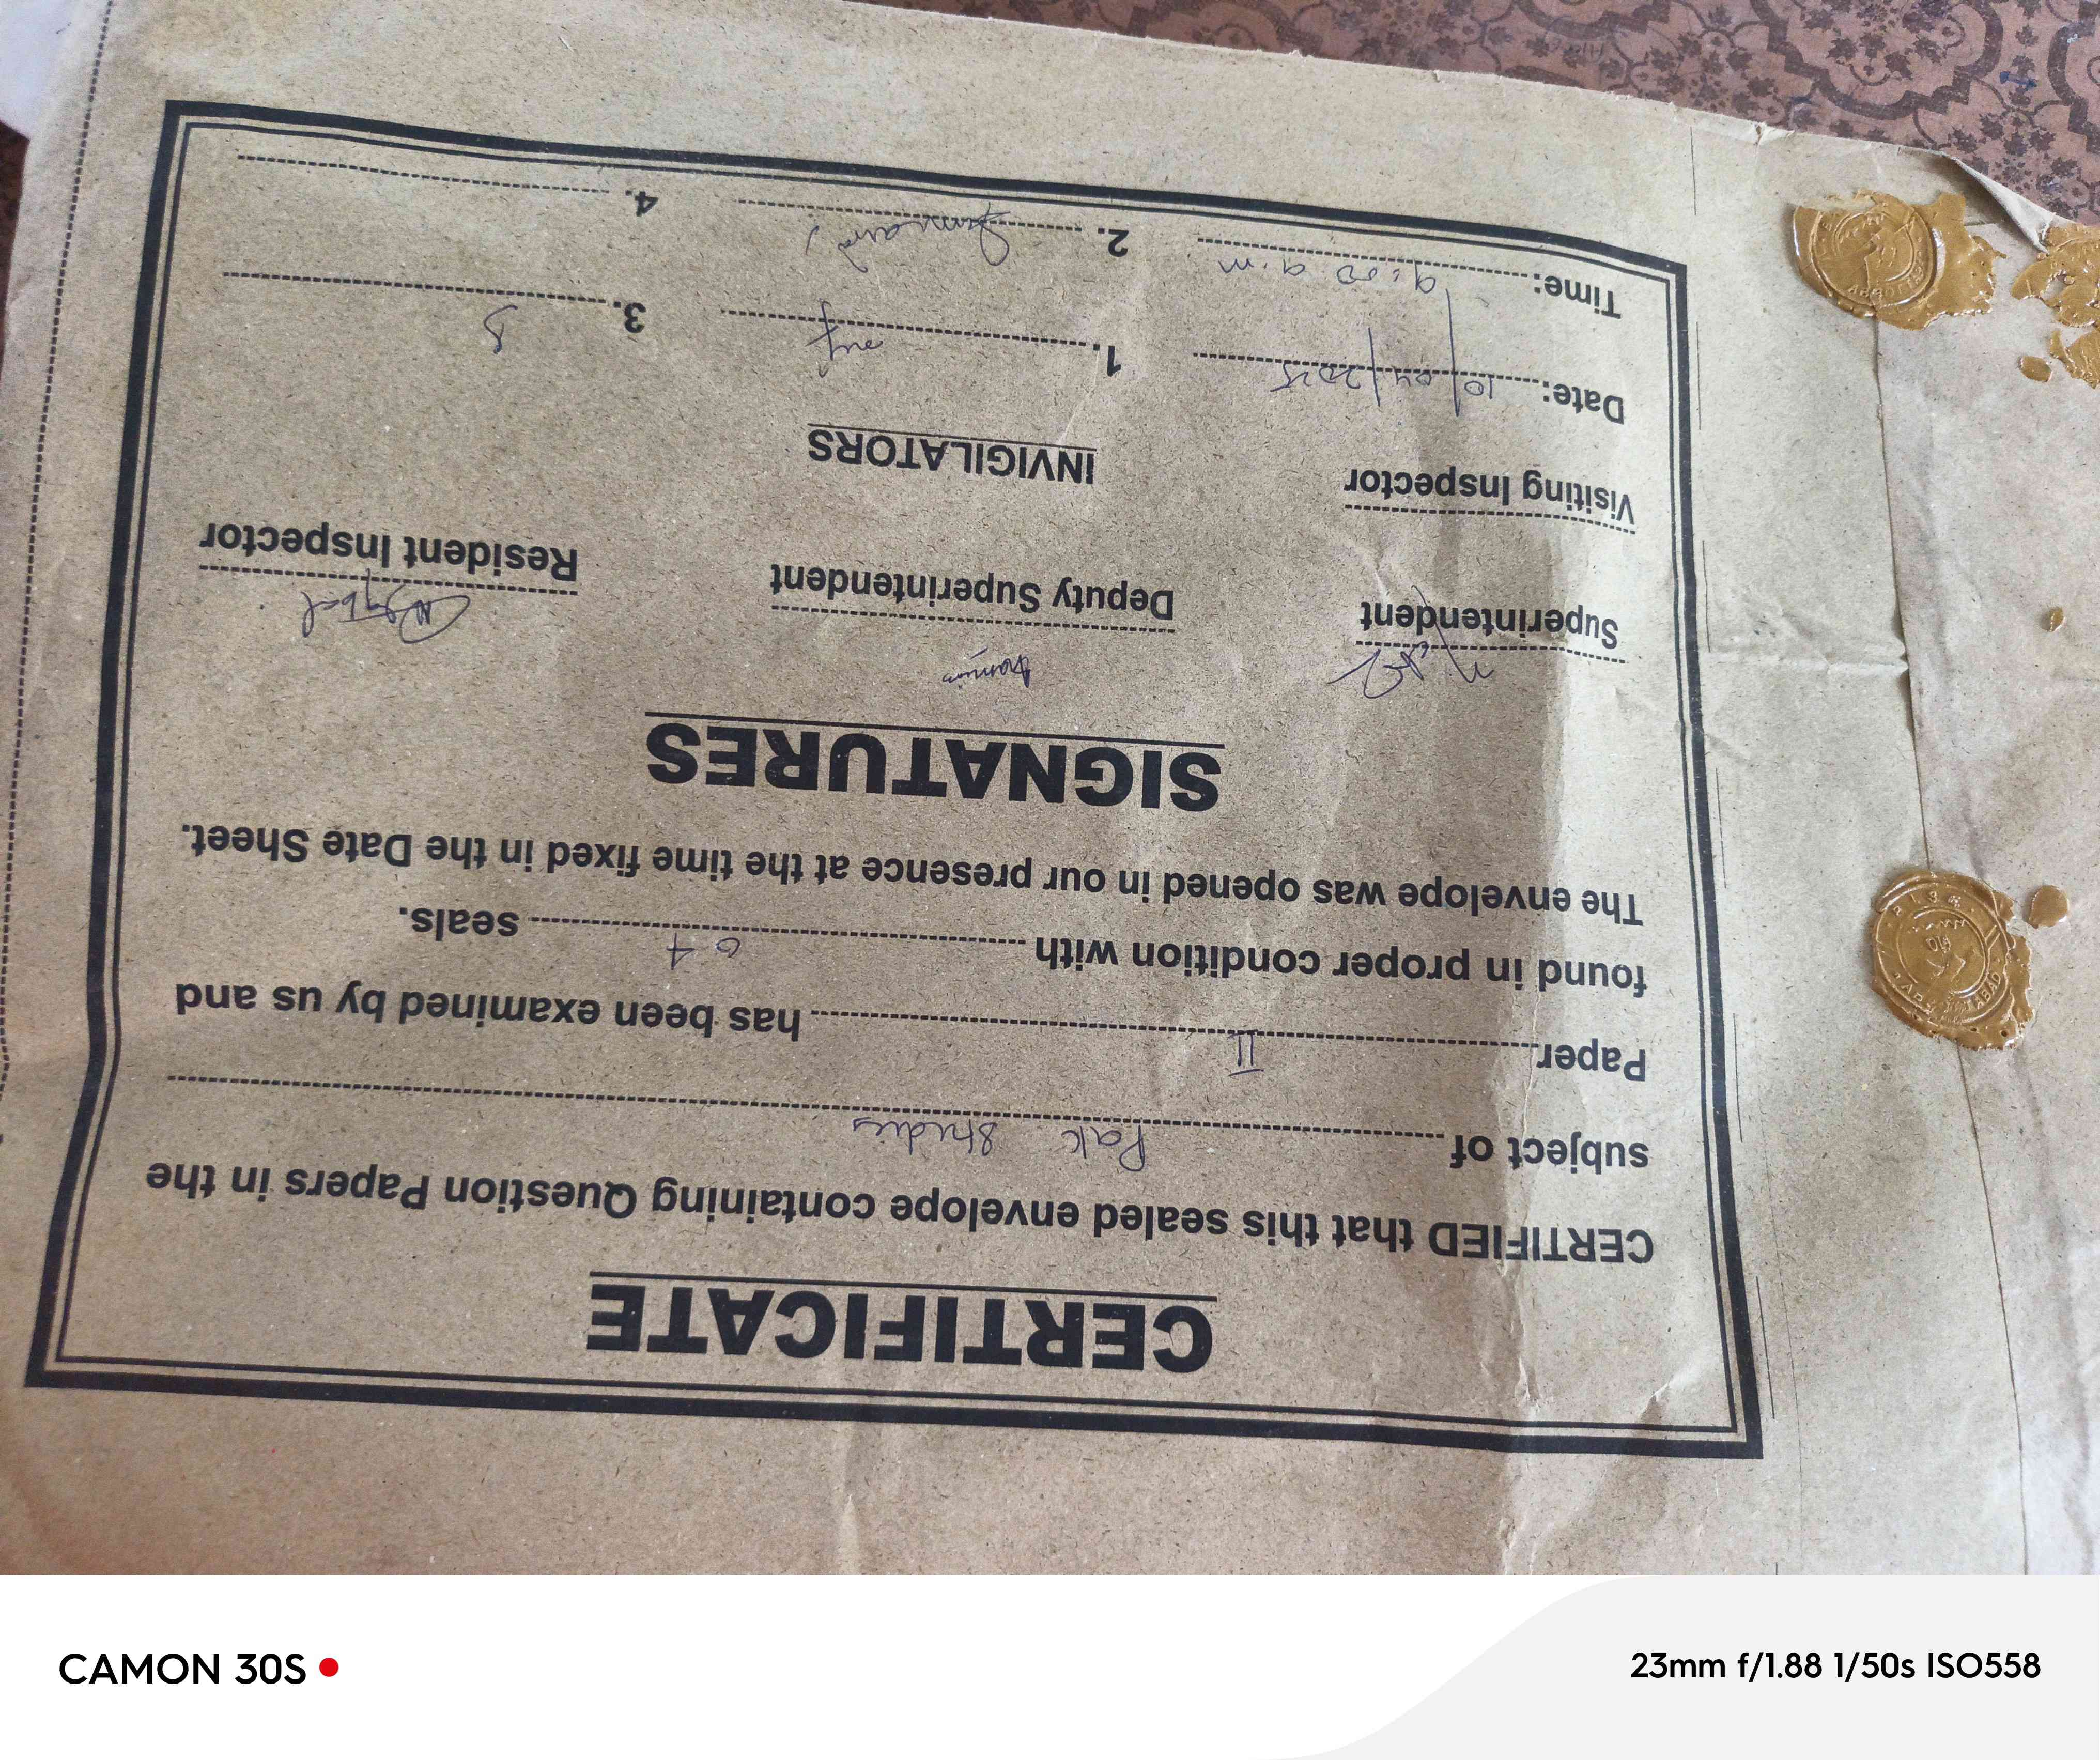 CERTIFICATE
CERTIFIED that this sealed envelope containing Question Papers in the
subject of Pak Studies
Paper II has been examined by us and
found in proper condition with 04 seals.
The envelope was opened in our presence at the time fixed in the Date Sheet.
SIGNATURES
Superintendent Deputy Superintendent Resident Inspector
Visiting Inspector
INVIGILATORS
Date: 10/04/2025 1. 3.
Time: 9:00 a.m 2. 4.
CAMON 30S
23mm f/1.88 1/50s ISO558